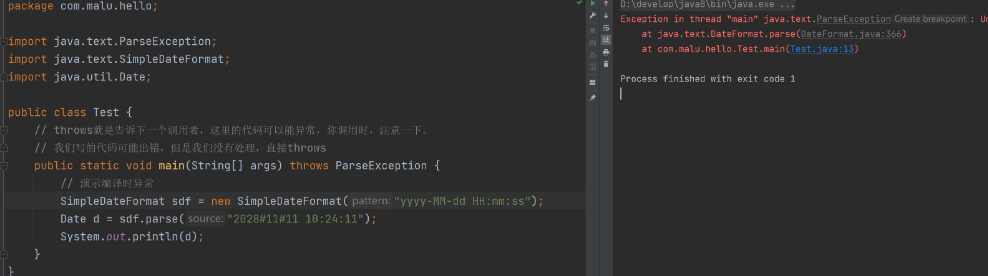 package com.malu.hello;
import java.text.ParseException;
import java.text.SimpleDateFormat;
import java.util.Date;
public class Test {
// throws就是告诉下一个调用者，这里的代码可以能异常，你调用时，注意一下。
// 我们写的代码可能出错，但是我们没有处理，直接throws
public static void main(String[] args) throws ParseException {
// 演示编译时异常
SimpleDateFormat sdf = new SimpleDateFormat( pattern: "yyyy-MM-dd HH:mm:ss");
Date d = sdf.parse( source: "2028#11#11 10:24:11");
System.out.println(d);
}
}
D:\develop\java8\bin\java.exe ...
Exception in thread "main" java.text.ParseException Create breakpoint : Un
at java.text.DateFormat.parse(DateFormat.java:366)
at com.malu.hello.Test.main(Test.java:13)
Process finished with exit code 1